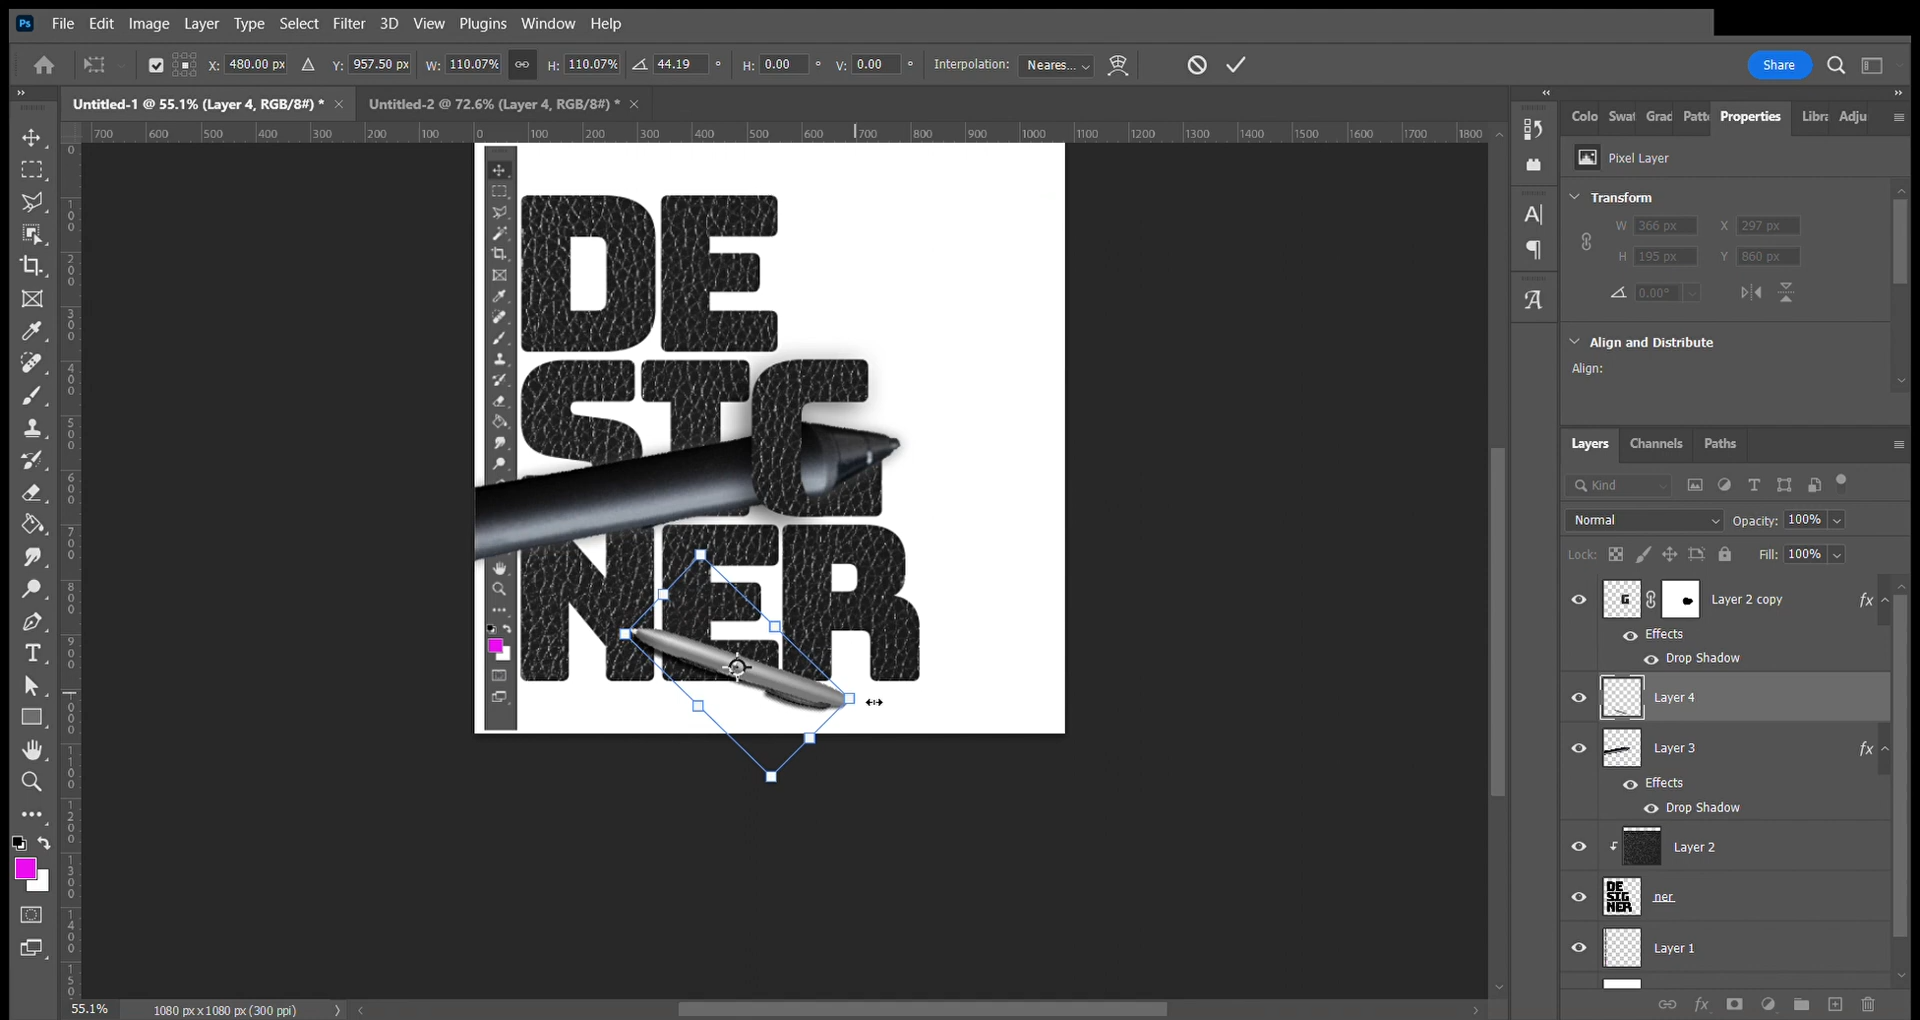 Ps File Edit Image Layer Type Select Filter 3D View Plugins Window Help
X: 480.00 px Y: 957.50 px W: 110.07% H: 110.07% 44.19 ° H: 0.00 ° V: 0.00 ° Interpolation: Neares... Share
Untitled-1 @ 55.1% (Layer 4, RGB/8#) * × Untitled-2 @ 72.6% (Layer 4, RGB/8#) * ×
700 600 500 400 300 200 100 0 100 200 300 400 500 600 700 800 900 1000 1100 1200 1300 1400 1500 1600 1700 1800
DE
SIG
NER
Colo Swat Grad Patt Properties Libra Adju
Pixel Layer
Transform
W 366 px X 297 px
H 195 px Y 860 px
0.00°
Align and Distribute
Align:
Layers Channels Paths
Kind
Normal Opacity: 100%
Lock: Fill: 100%
Layer 2 copy fx
Effects
Drop Shadow
Layer 4
Layer 3 fx
Effects
Drop Shadow
Layer 2
ner
Layer 1
55.1% 1080 px x 1080 px (300 ppi)